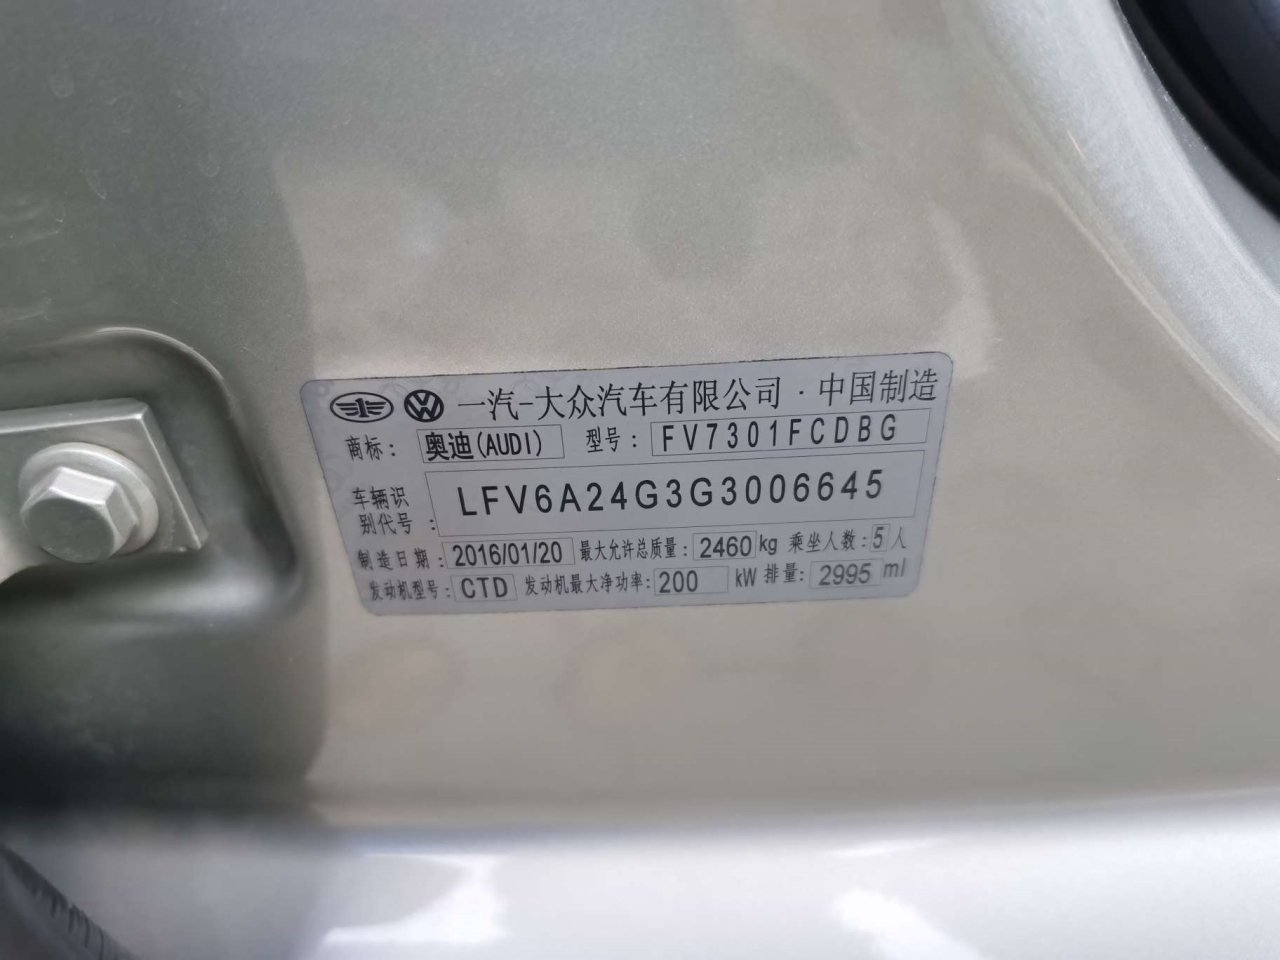 一汽-大众汽车有限公司·中国制造
商标: 奥迪(AUDI) 型号: FV7301FCDBG
车辆识别代号: LFV6A24G3G3006645
制造日期: 2016/01/20 最大允许总质量: 2460 kg 乘坐人数: 5 人
发动机型号: CTD 发动机最大净功率: 200 kW 排量: 2995 ml